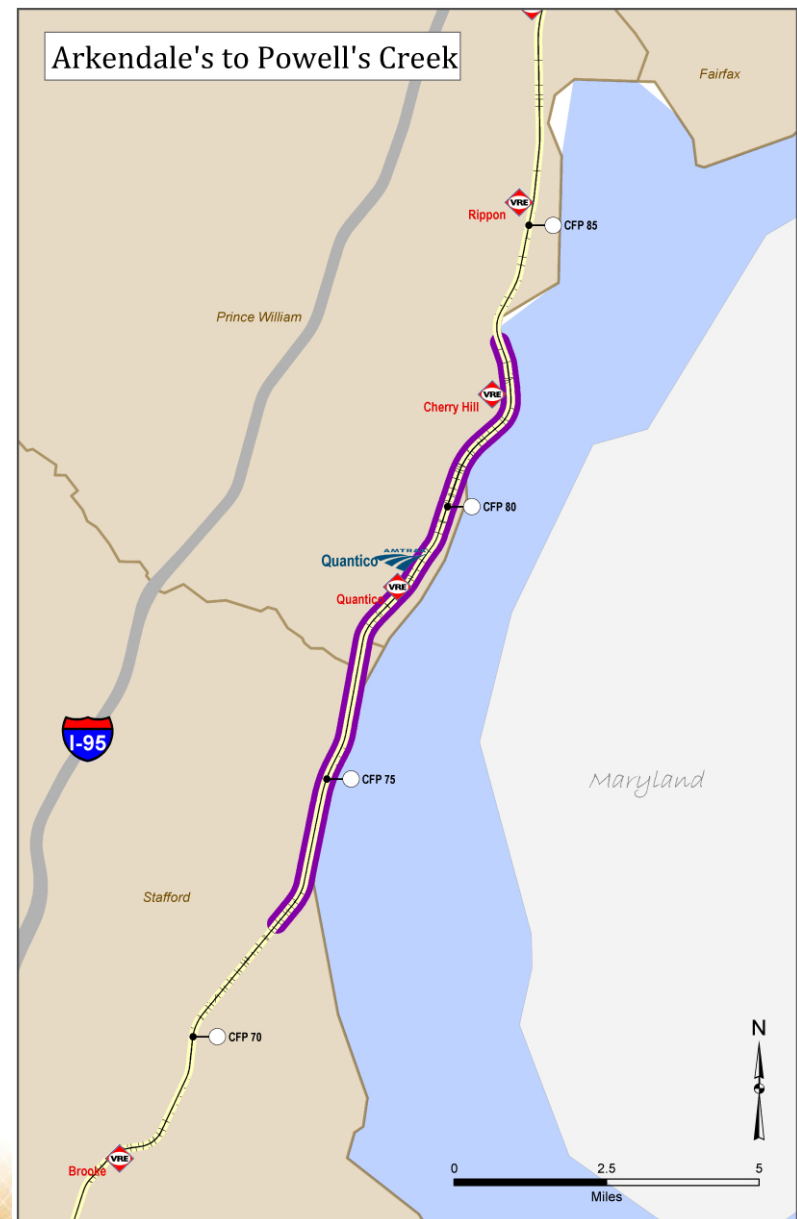 Arkendale's to Powell's Creek
Fairfax
VRE
VRE
Rippon
CFP 85
Prince William
VRE
Cherry Hill
CFP 80
AMTRAK
Quantico
VRE
Quantico
I-95
CFP 75
Maryland
Stafford
CFP 70
N
VRE
Brooke
0 2.5 5
Miles